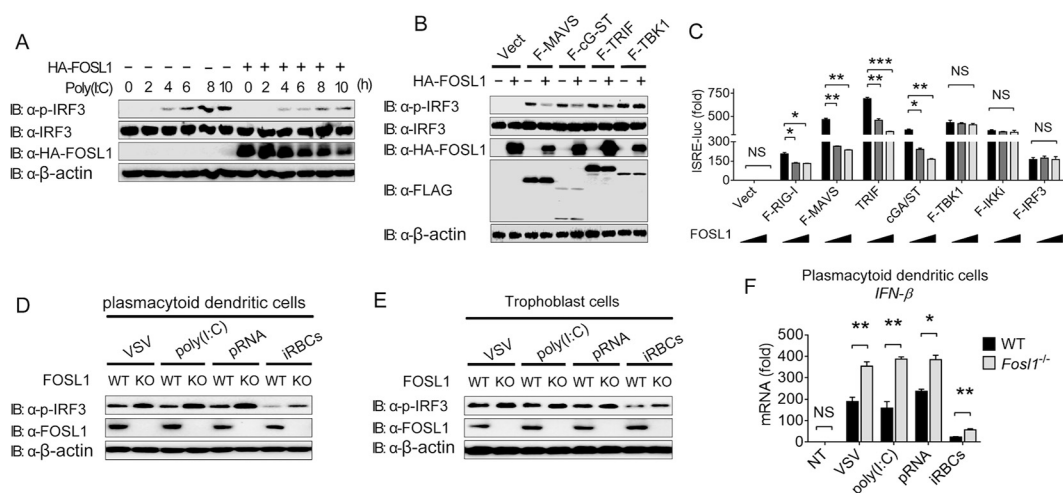 A
HA-FOSL1 – – – – – – + + + + + +
Poly(I:C) 0 2 4 6 8 10 0 2 4 6 8 10 (h)
IB: α-p-IRF3
IB: α-IRF3
IB: α-HA-FOSL1
IB: α-β-actin
B
Vect F-MAVS F-cG-ST F-TRIF F-TBK1
HA-FOSL1 – + – + – + – + – +
IB: α-p-IRF3
IB: α-IRF3
IB: α-HA-FOSL1
IB: α-FLAG
IB: α-β-actin
C
ISRE-luc (fold)
750
500
250
150
100
50
0
NS * * ** ** ** *** * ** NS NS NS
Vect F-RIG-I F-MAVS TRIF cGA/ST F-TBK1 F-IKKi F-IRF3
FOSL1
D
plasmacytoid dendritic cells
VSV poly(I:C) pRNA iRBCs
FOSL1 WT KO WT KO WT KO WT KO
IB: α-p-IRF3
IB: α-FOSL1
IB: α-β-actin
E
Trophoblast cells
VSV poly(I:C) pRNA iRBCs
FOSL1 WT KO WT KO WT KO WT KO
IB: α-p-IRF3
IB: α-FOSL1
IB: α-β-actin
F
Plasmacytoid dendritic cells
IFN-β
mRNA (fold)
500
400
300
200
100
0
NS ** ** * **
WT
Fosl1-/-
NT VSV poly(I:C) pRNA iRBCs